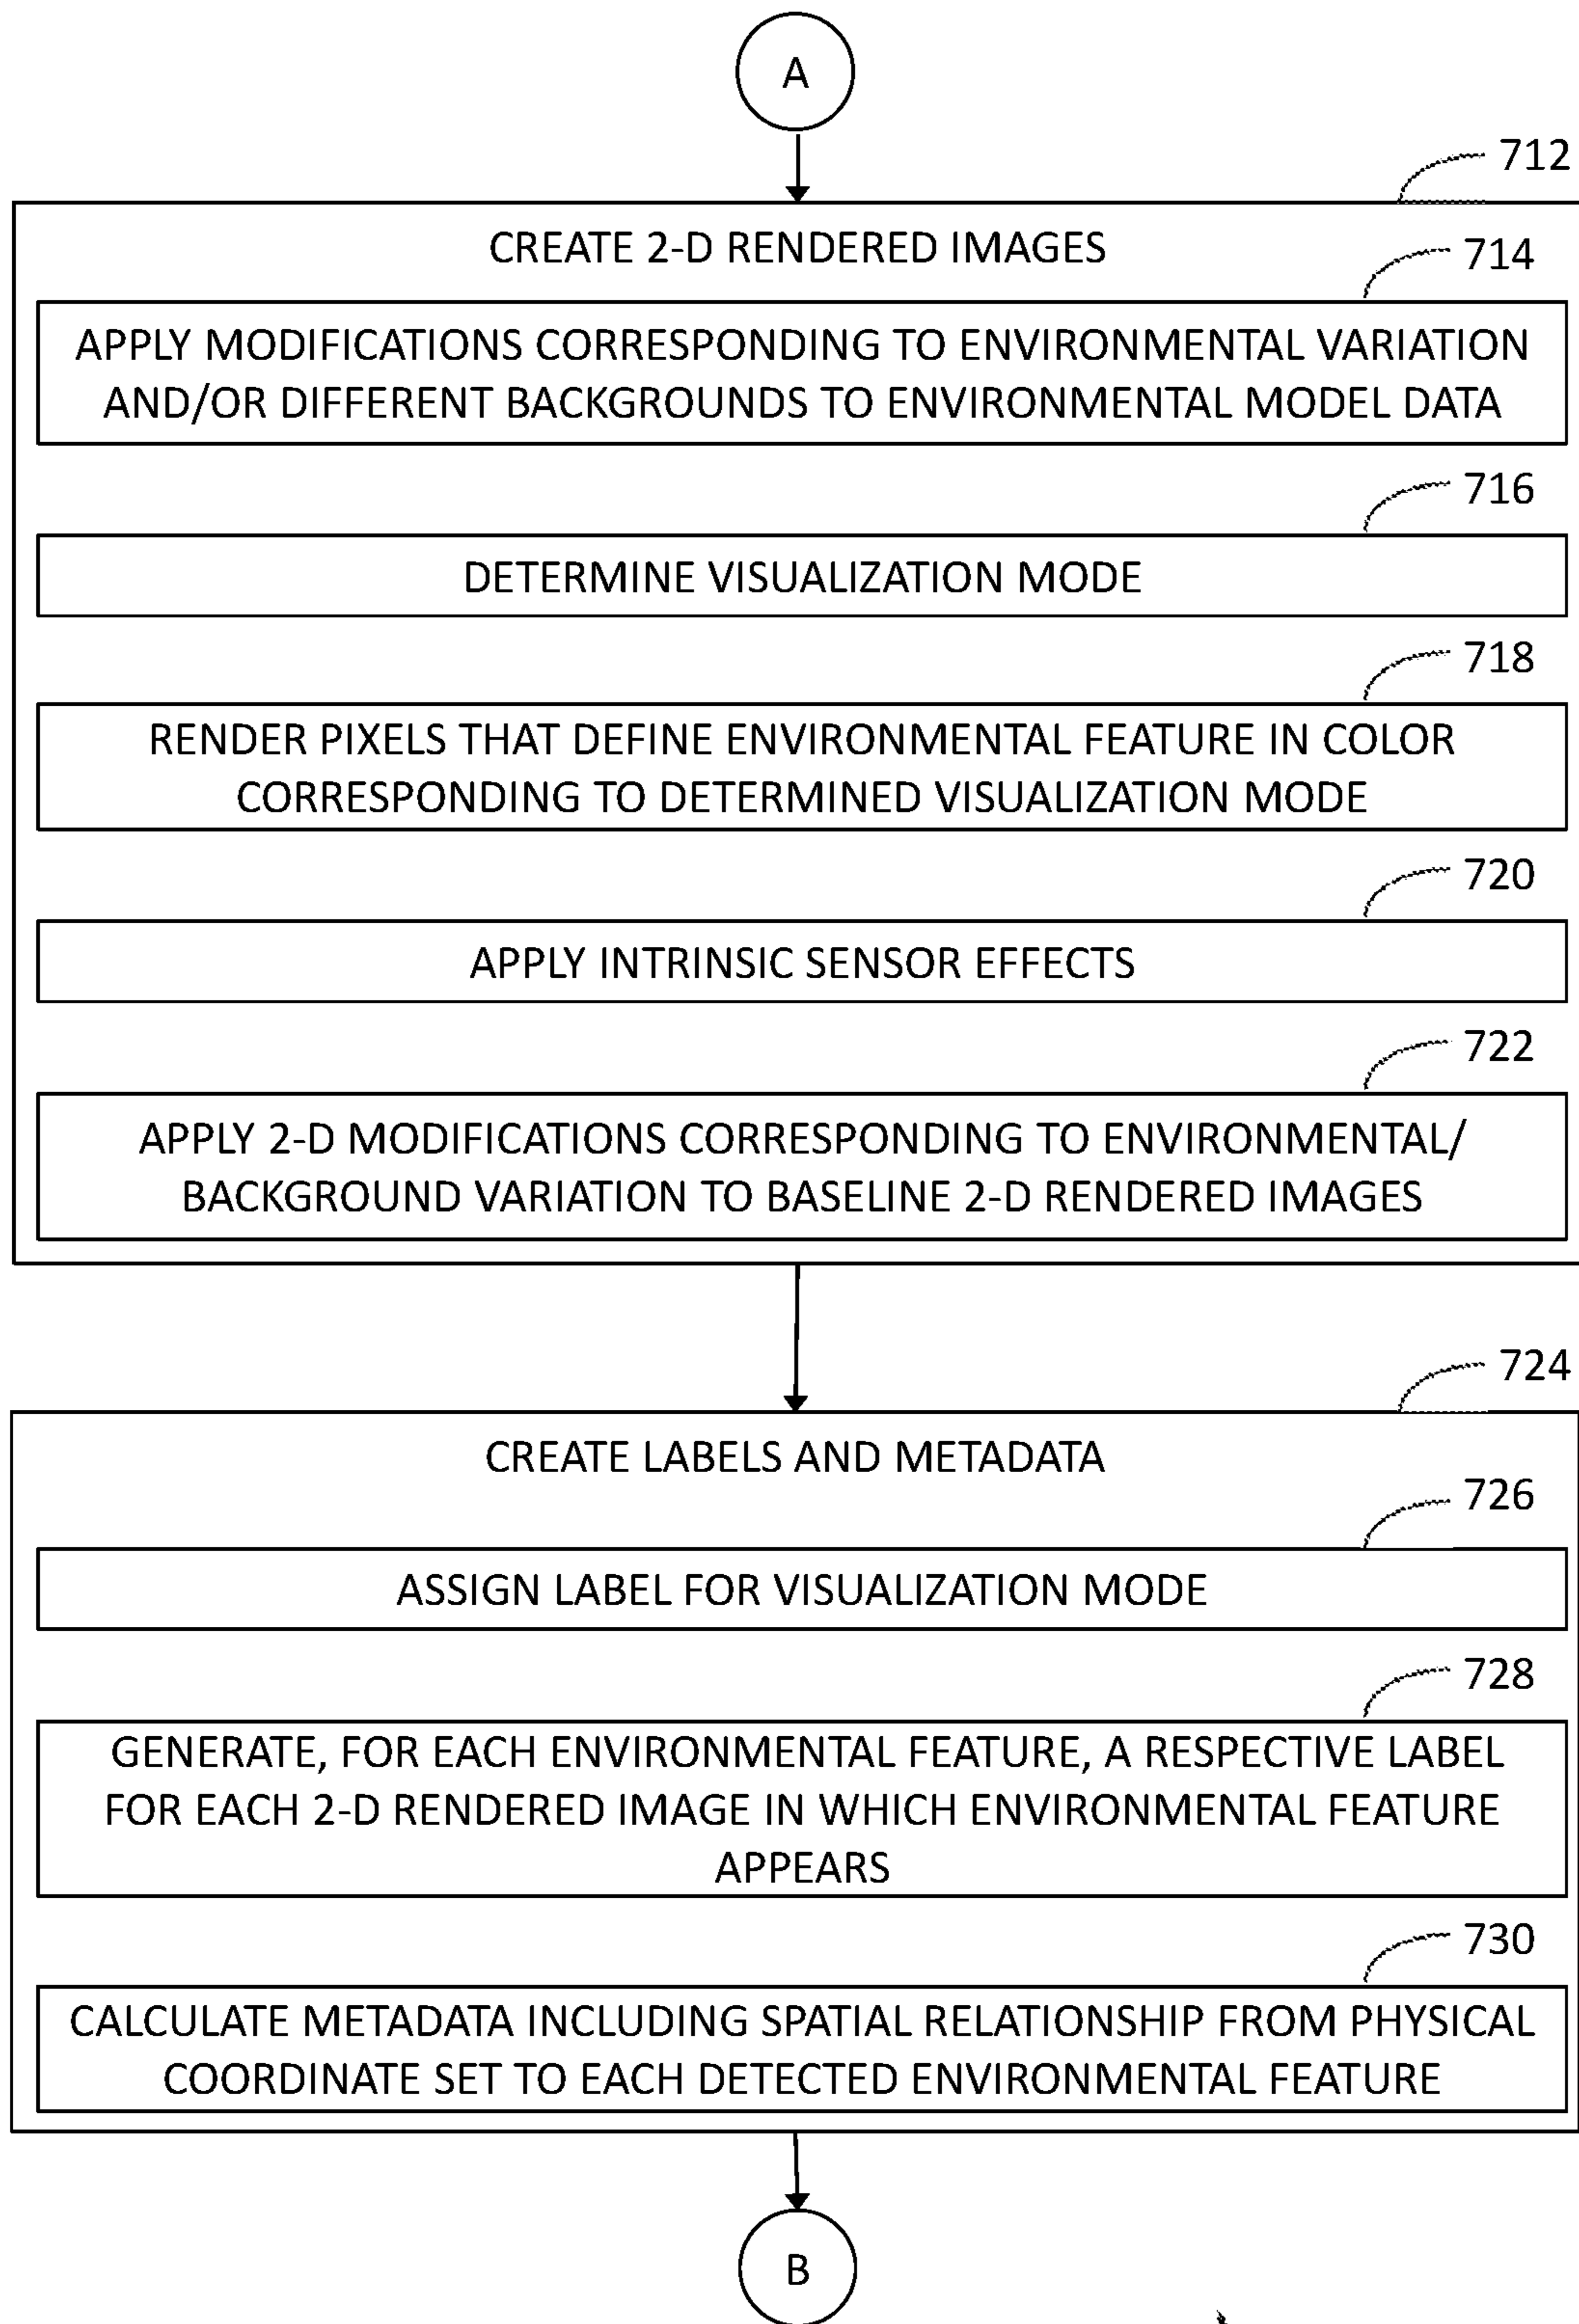 A
712
CREATE 2-D RENDERED IMAGES
714
APPLY MODIFICATIONS CORRESPONDING TO ENVIRONMENTAL VARIATION
AND/OR DIFFERENT BACKGROUNDS TO ENVIRONMENTAL MODEL DATA
716
DETERMINE VISUALIZATION MODE
718
RENDER PIXELS THAT DEFINE ENVIRONMENTAL FEATURE IN COLOR
CORRESPONDING TO DETERMINED VISUALIZATION MODE
720
APPLY INTRINSIC SENSOR EFFECTS
722
APPLY 2-D MODIFICATIONS CORRESPONDING TO ENVIRONMENTAL/
BACKGROUND VARIATION TO BASELINE 2-D RENDERED IMAGES
724
CREATE LABELS AND METADATA
726
ASSIGN LABEL FOR VISUALIZATION MODE
728
GENERATE, FOR EACH ENVIRONMENTAL FEATURE, A RESPECTIVE LABEL
FOR EACH 2-D RENDERED IMAGE IN WHICH ENVIRONMENTAL FEATURE
APPEARS
730
CALCULATE METADATA INCLUDING SPATIAL RELATIONSHIP FROM PHYSICAL
COORDINATE SET TO EACH DETECTED ENVIRONMENTAL FEATURE
B